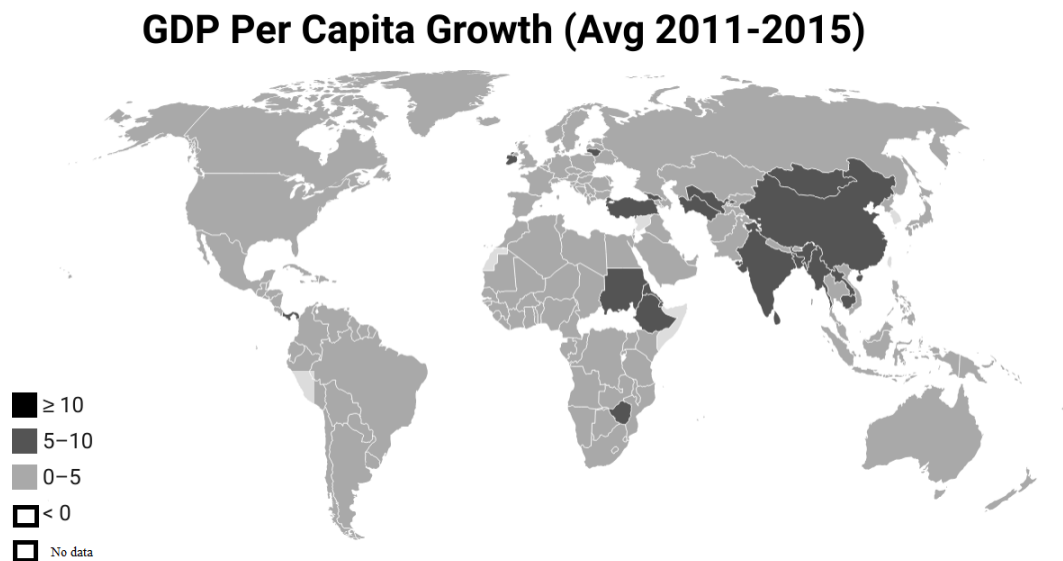 GDP Per Capita Growth (Avg 2011-2015)
≥ 10
5–10
0–5
< 0
No data